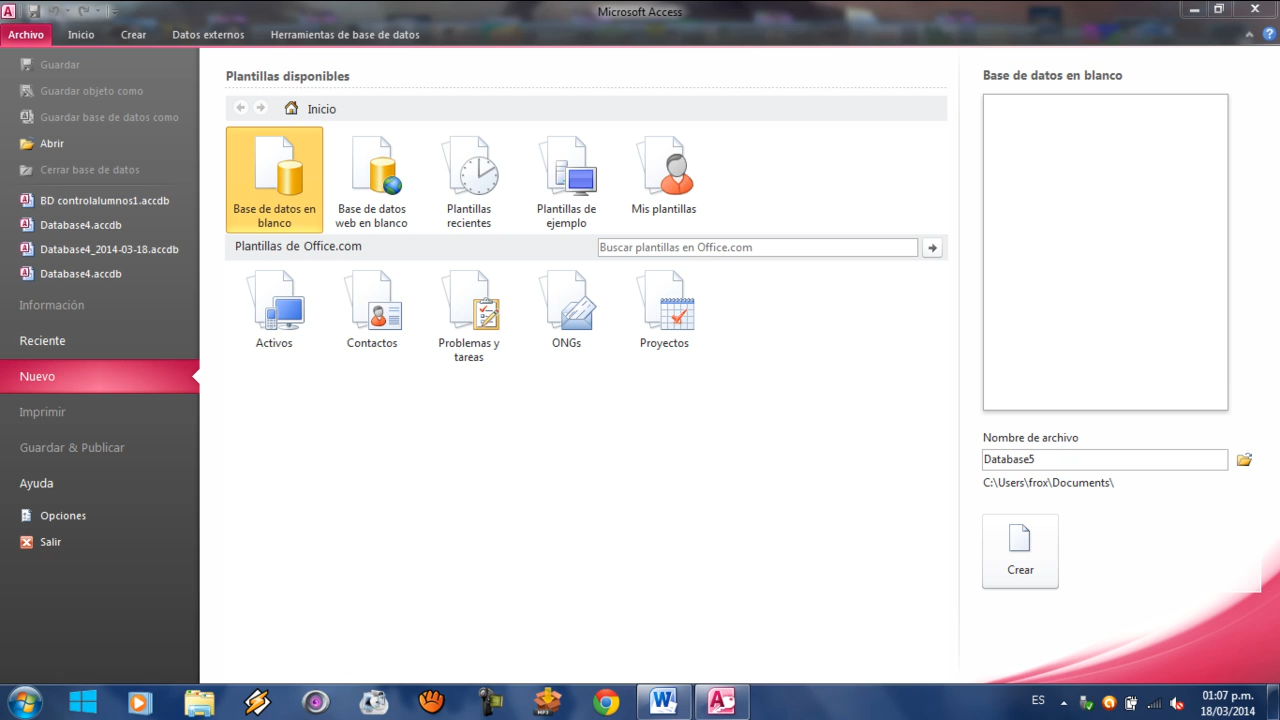 Microsoft Access
Archivo Inicio Crear Datos externos Herramientas de base de datos
Guardar
Guardar objeto como
Guardar base de datos como
Abrir
Cerrar base de datos
BD controlalumnos1.accdb
Database4.accdb
Database4_2014-03-18.accdb
Database4.accdb
Información
Reciente
Nuevo
Imprimir
Guardar & Publicar
Ayuda
Opciones
Salir
Plantillas disponibles
Inicio
Base de datos en
blanco
Base de datos
web en blanco
Plantillas
recientes
Plantillas de
ejemplo
Mis plantillas
Plantillas de Office.com
Buscar plantillas en Office.com
Activos
Contactos
Problemas y
tareas
ONGs
Proyectos
Base de datos en blanco
Nombre de archivo
Database5
C:\Users\frox\Documents\
Crear
MP3
ES
01:07 p.m.
18/03/2014